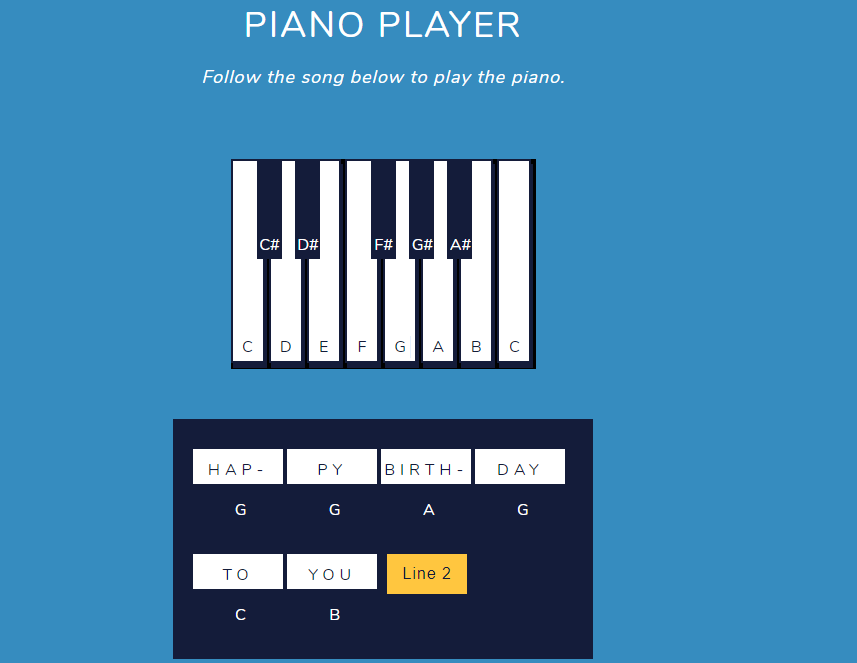 PIANO PLAYER
Follow the song below to play the piano.
C# D# F# G# A#
C D E F G A B C
HAP- PY BIRTH- DAY
G G A G
TO YOU Line 2
C B